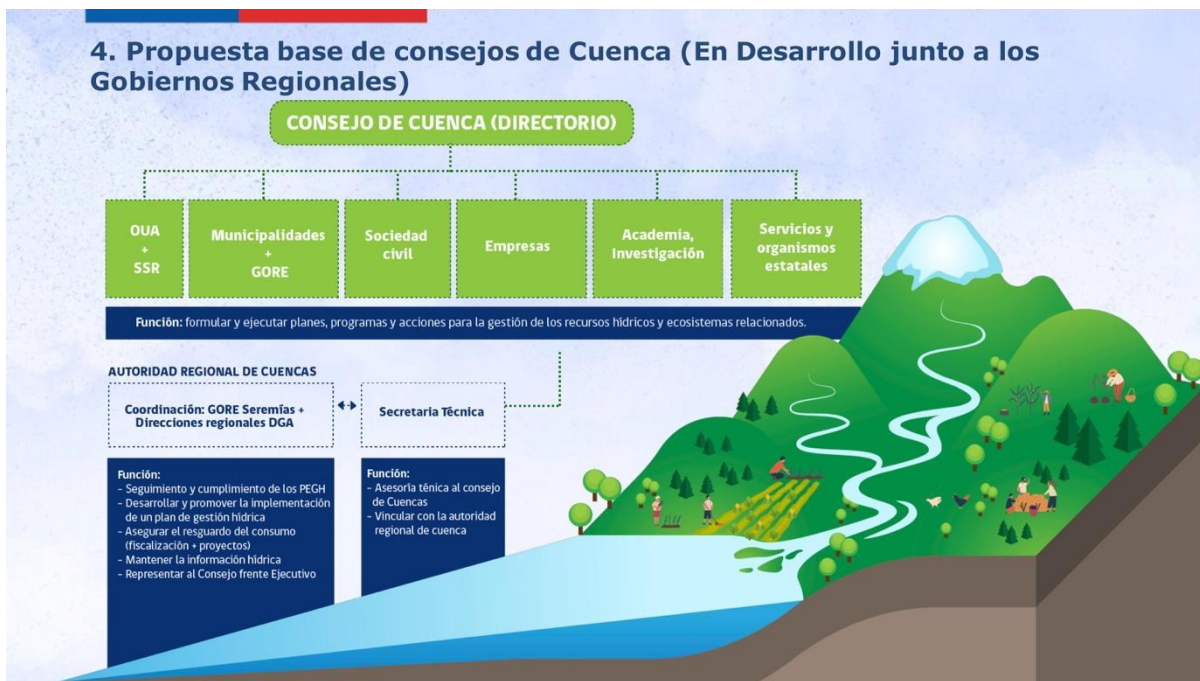 4. Propuesta base de consejos de Cuenca (En Desarrollo junto a los
Gobiernos Regionales)
CONSEJO DE CUENCA (DIRECTORIO)
OUA
+
SSR
Municipalidades
+
GORE
Sociedad
civil
Empresas
Academia,
Investigación
Servicios y
organismos
estatales
Función: formular y ejecutar planes, programas y acciones para la gestión de los recursos hídricos y ecosistemas relacionados.
AUTORIDAD REGIONAL DE CUENCAS
Coordinación: GORE Seremías +
Direcciones regionales DGA
Secretaria Técnica
Función:
- Seguimiento y cumplimiento de los PEGH
- Desarrollar y promover la implementación
de un plan de gestión hídrica
- Asegurar el resguardo del consumo
(fiscalización + proyectos)
- Mantener la información hídrica
- Representar al Consejo frente Ejecutivo
Función:
- Asesoría ténica al consejo
de Cuencas
- Vincular con la autoridad
regional de cuenca